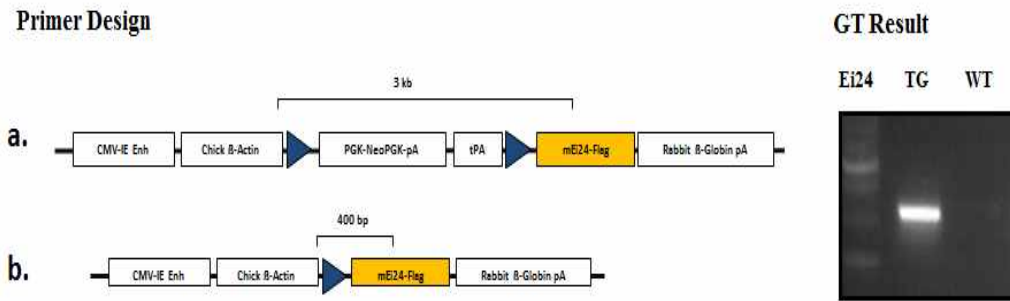 Primer Design
GT Result
3 kb
Ei24 TG WT
a.
CMV-IE Enh Chick ß-Actin PGK-NeoPGK-pA tPA mEi24-Flag Rabbit ß-Globin pA
400 bp
b.
CMV-IE Enh Chick ß-Actin mEi24-Flag Rabbit ß-Globin pA